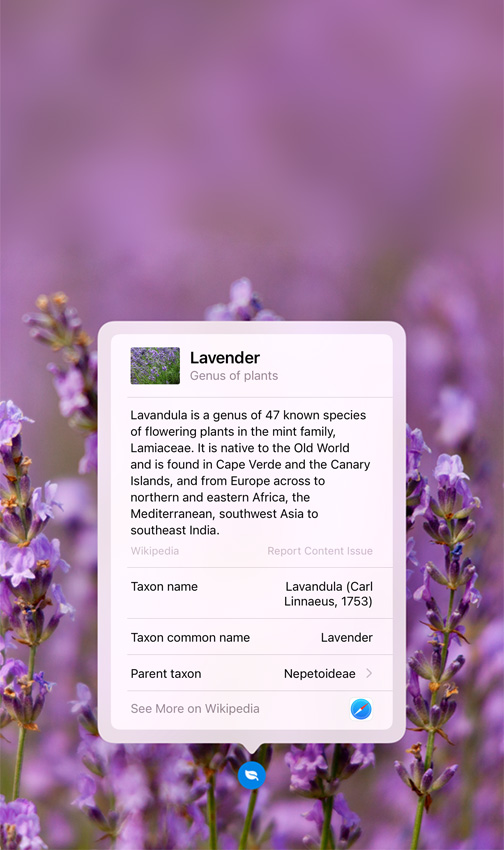 Lavender
Genus of plants
Lavandula is a genus of 47 known species
of flowering plants in the mint family,
Lamiaceae. It is native to the Old World
and is found in Cape Verde and the Canary
Islands, and from Europe across to
northern and eastern Africa, the
Mediterranean, southwest Asia to
southeast India.
Wikipedia Report Content Issue
Taxon name Lavandula (Carl
Linnaeus, 1753)
Taxon common name Lavender
Parent taxon Nepetoideae
See More on Wikipedia